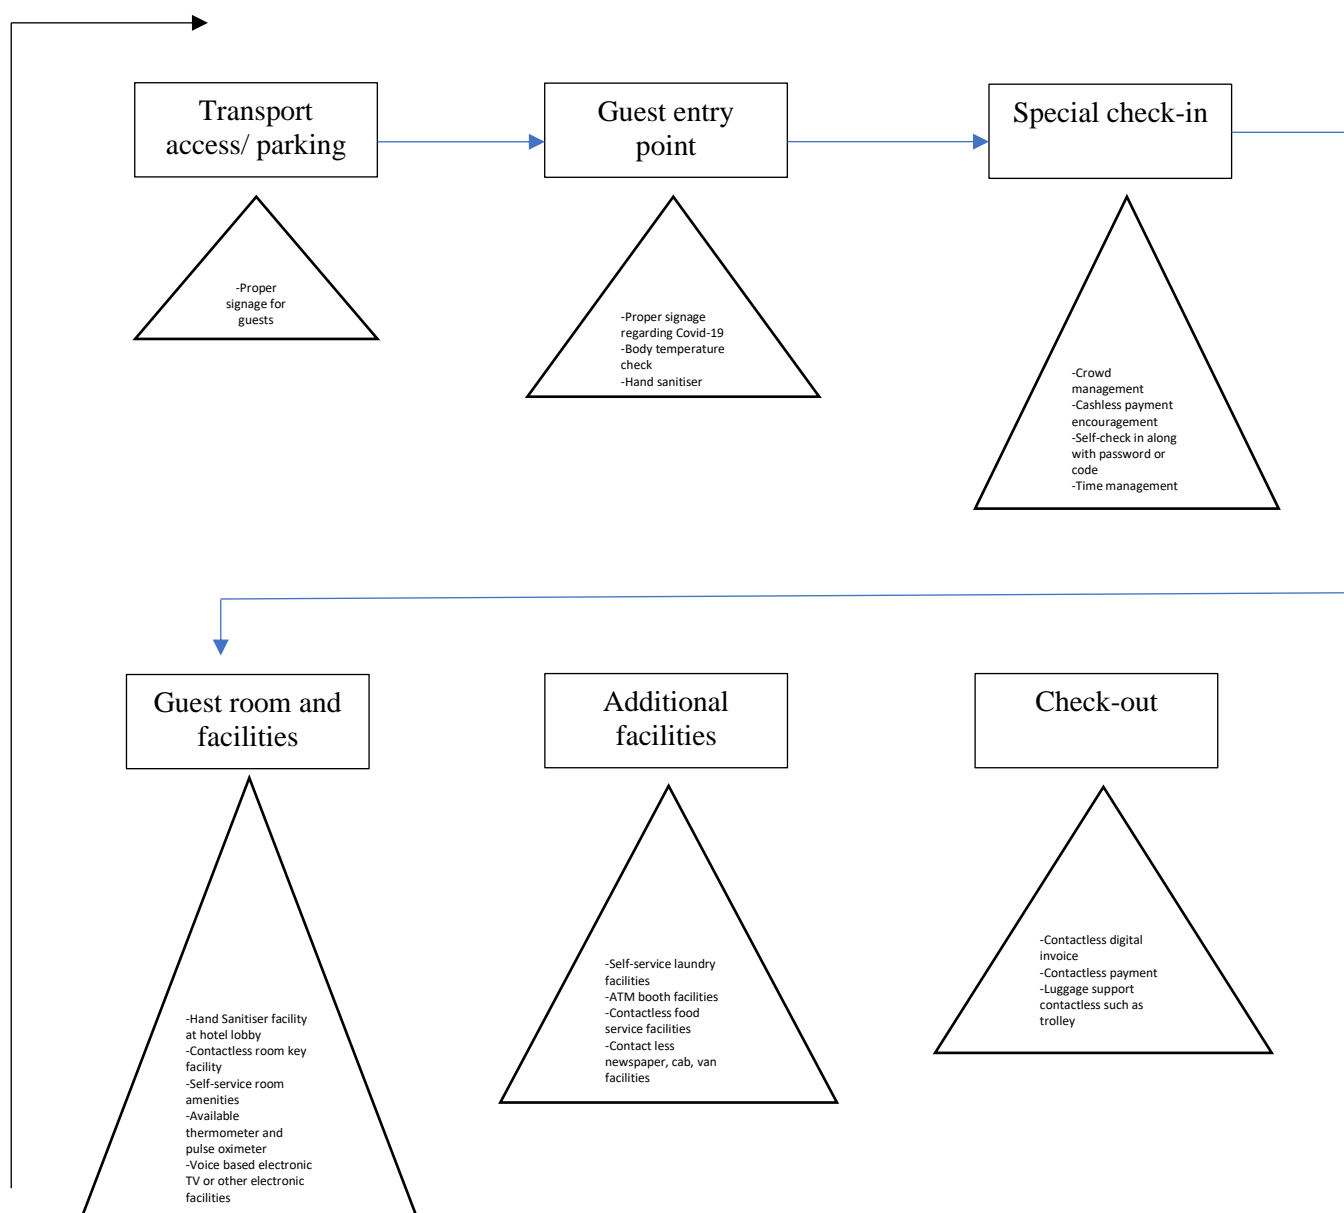 Transport
access/ parking
Guest entry
point
Special check-in
-Proper
signage for
guests
-Proper signage
regarding Covid-19
-Body temperature
check
-Hand sanitiser
-Crowd
management
-Cashless payment
encouragement
-Self-check in along
with password or
code
-Time management
Guest room and
facilities
Additional
facilities
Check-out
-Hand Sanitiser facility
at hotel lobby
-Contactless room key
facility
-Self-service room
amenities
-Available
thermometer and
pulse oximeter
-Voice based electronic
TV or other electronic
facilities
-Self-service laundry
facilities
-ATM booth facilities
-Contactless food
service facilities
-Contact less
newspaper, cab, van
facilities
-Contactless digital
invoice
-Contactless payment
-Luggage support
contactless such as
trolley